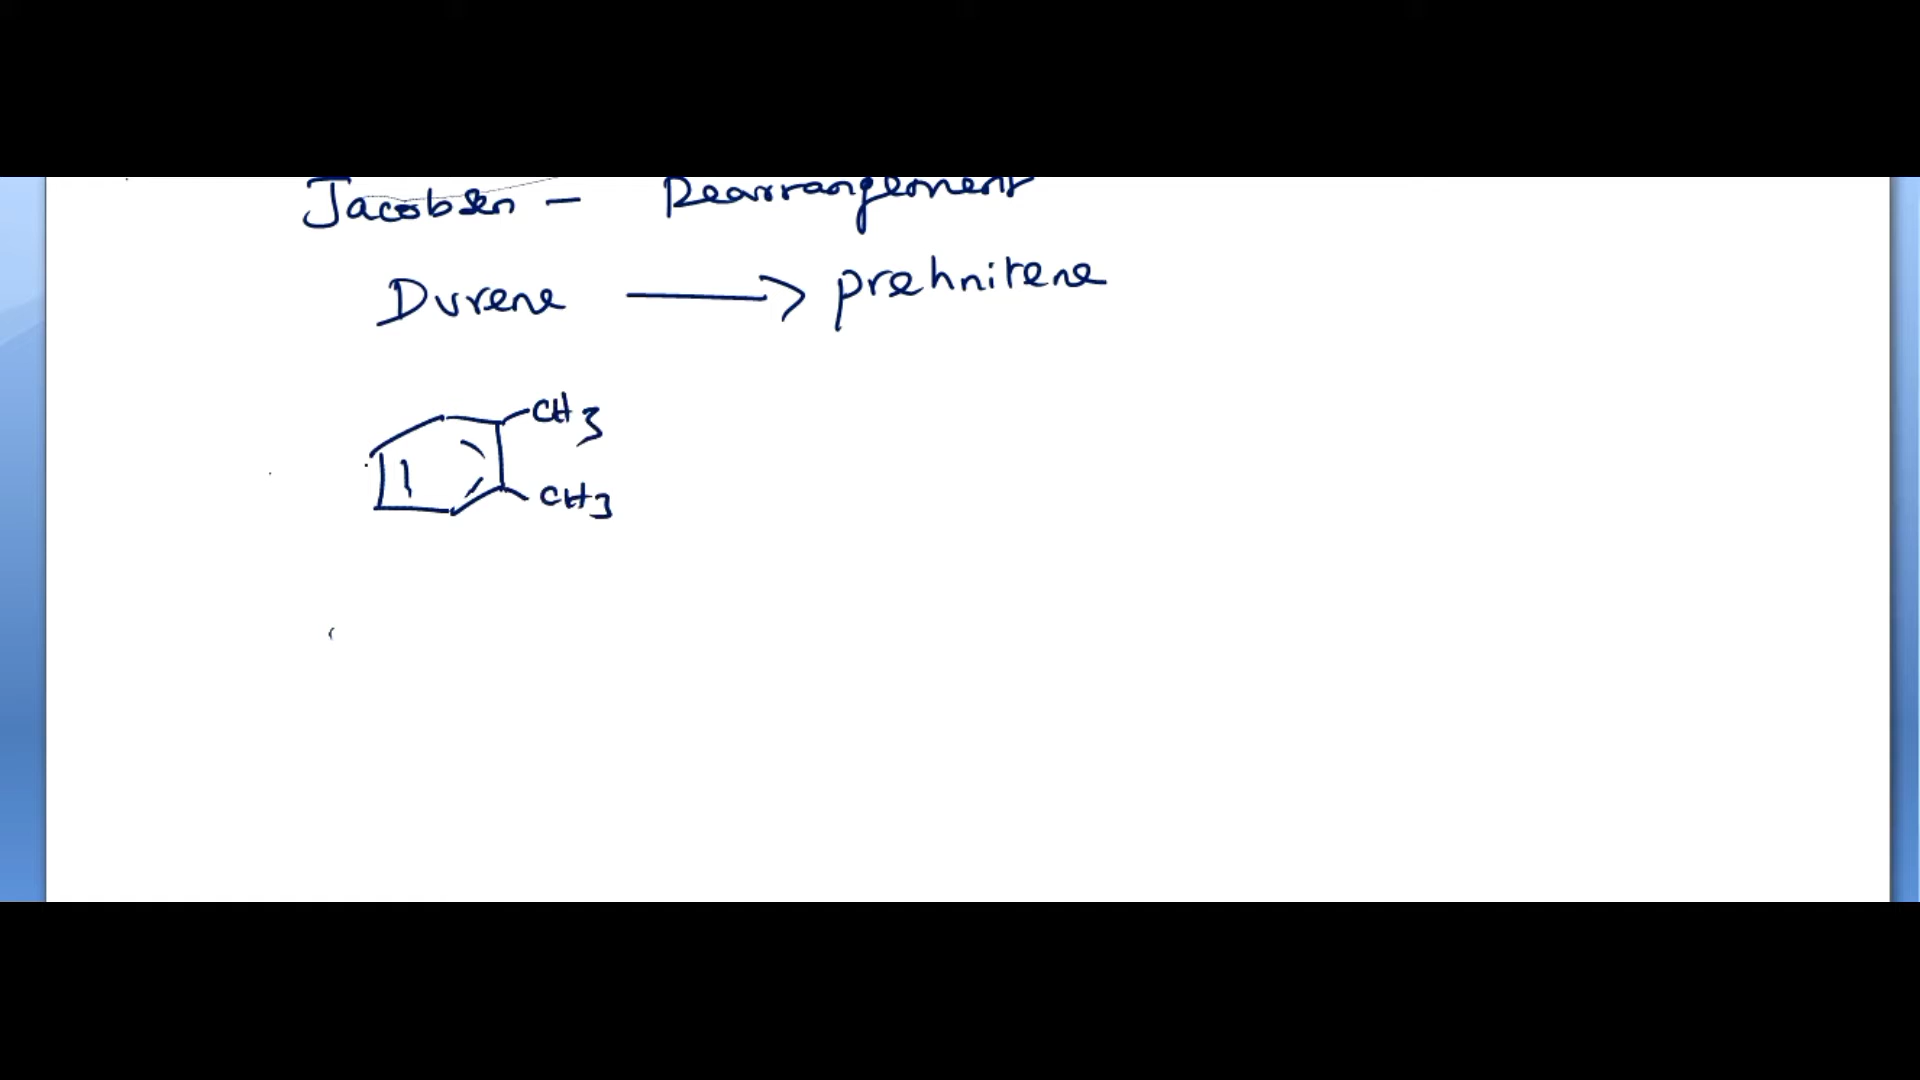 Jacobsen - Rearrangement
Durene → prehnitene
CH3
CH3